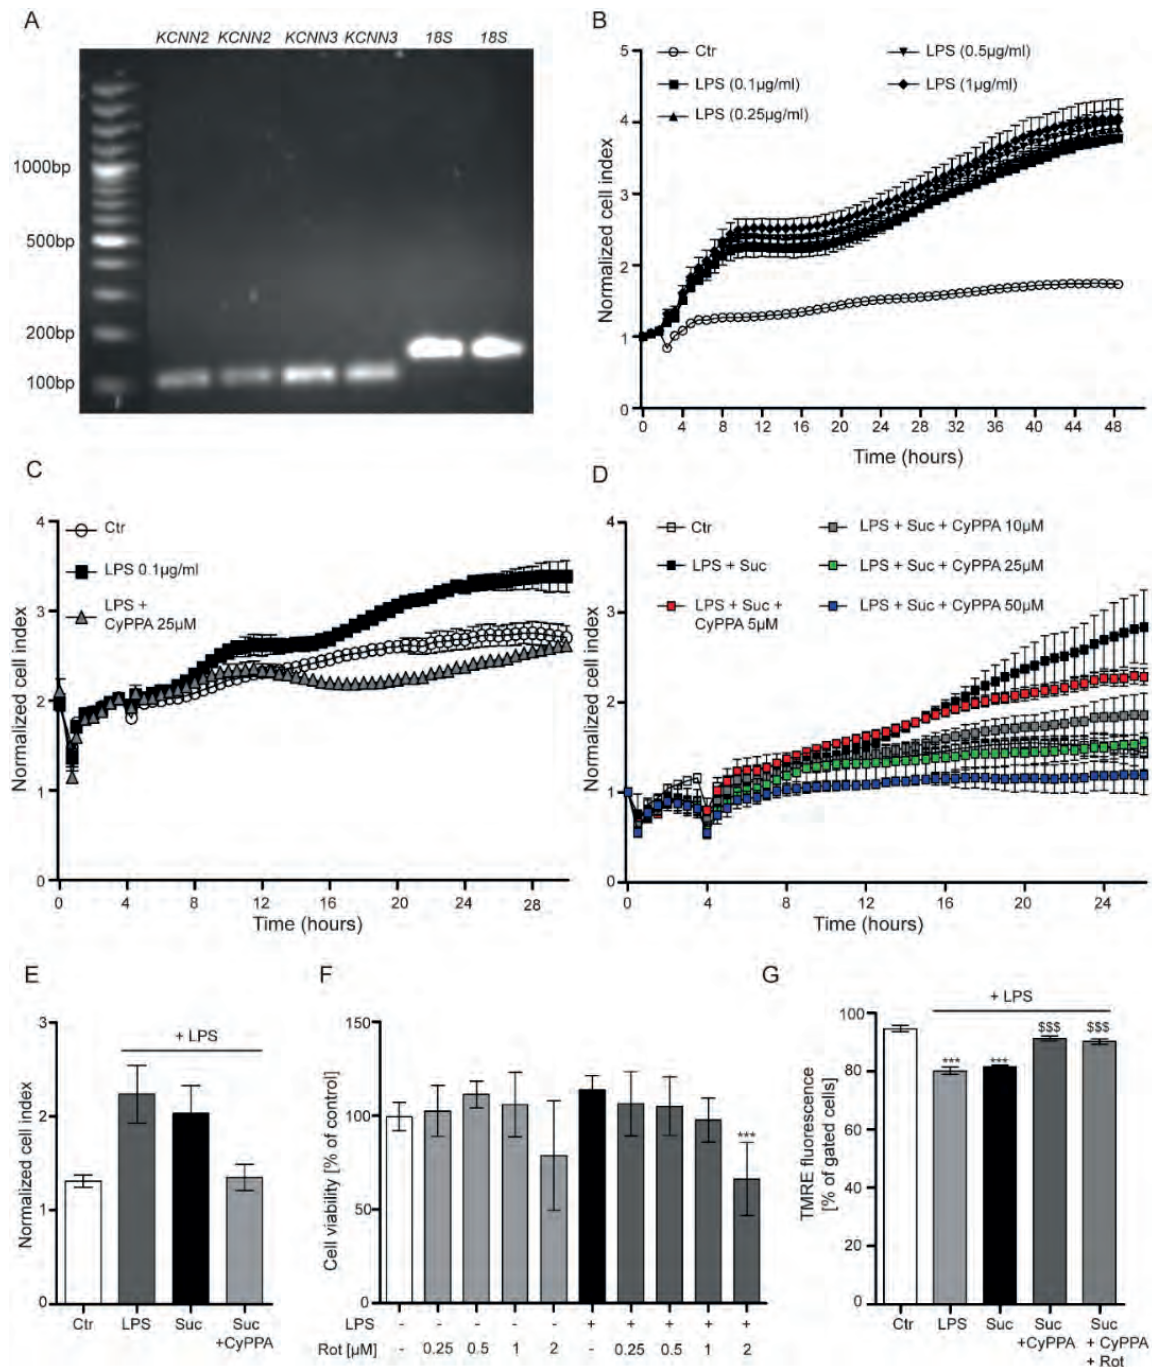 A
KCNN2 KCNN2 KCNN3 KCNN3 18S 18S
1000bp
500bp
200bp
100bp
B
Ctr
LPS (0.1µg/ml)
LPS (0.25µg/ml)
LPS (0.5µg/ml)
LPS (1µg/ml)
Normalized cell index
5
4
3
2
1
0
0 4 8 12 16 20 24 28 32 36 40 44 48
Time (hours)
C
Ctr
LPS 0.1µg/ml
LPS +
CyPPA 25µM
Normalized cell index
4
3
2
1
0
0 4 8 12 16 20 24 28
Time (hours)
D
Ctr
LPS + Suc
LPS + Suc +
CyPPA 5µM
LPS + Suc + CyPPA 10µM
LPS + Suc + CyPPA 25µM
LPS + Suc + CyPPA 50µM
Normalized cell index
4
3
2
1
0
0 4 8 12 16 20 24
Time (hours)
E
+ LPS
Normalized cell index
3
2
1
0
Ctr LPS Suc Suc
+CyPPA
F
Cell viability [% of control]
150
100
50
0
***
LPS - - - - - + + + + +
Rot [µM] - 0.25 0.5 1 2 - 0.25 0.5 1 2
G
+ LPS
TMRE fluorescence
[% of gated cells]
100
80
60
40
20
0
*** *** $$$ $$$
Ctr LPS Suc Suc Suc
+CyPPA + CyPPA
+ Rot